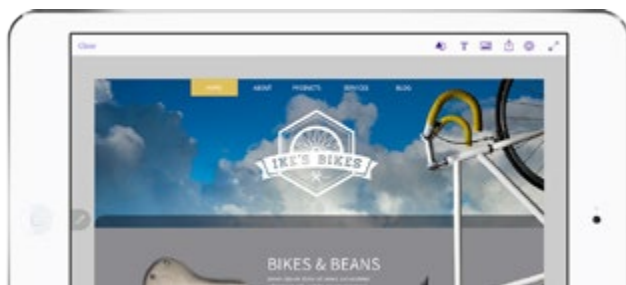 Close
T
HOME ABOUT PRODUCTS SERVICES BLOG
IKE'S BIKES
BIKES & BEANS